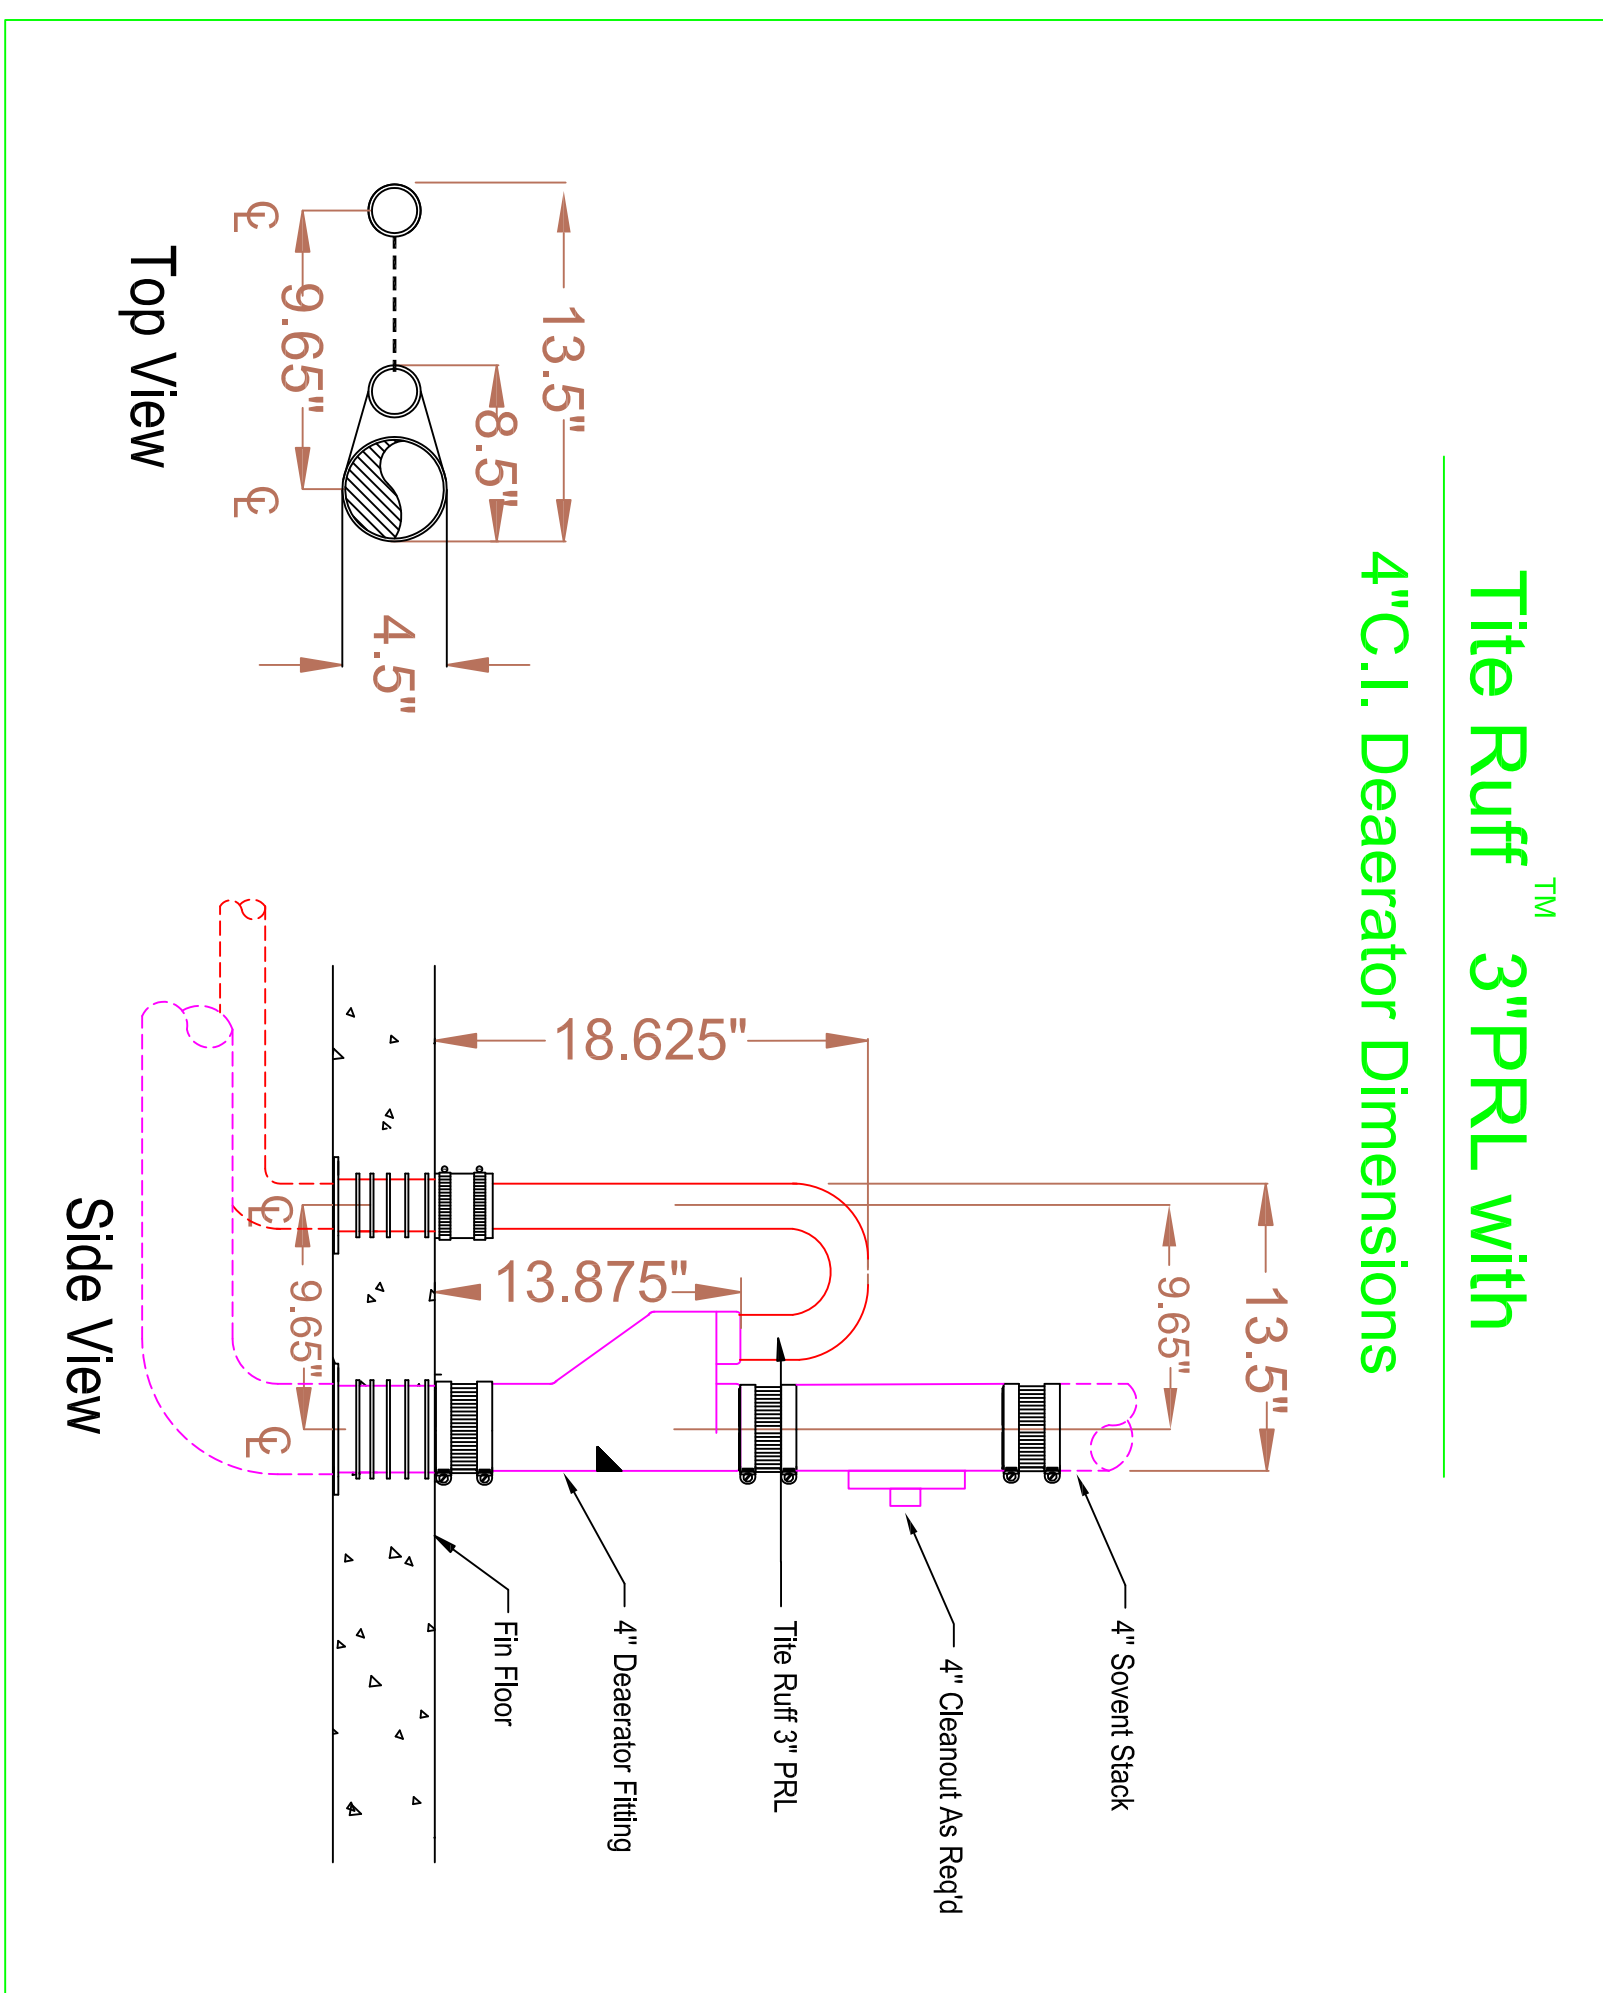 Tite Ruff™ 3"PRL with
4"C.I. Deaerator Dimensions
13.5"
8.5"
9.65"
4.5"
℄
℄
Top View
13.5"
9.65"
18.625"
13.875"
9.65"
℄
℄
4" Sovent Stack
4" Cleanout As Req'd
Tite Ruff 3" PRL
4" Deaerator Fitting
Fin Floor
Side View